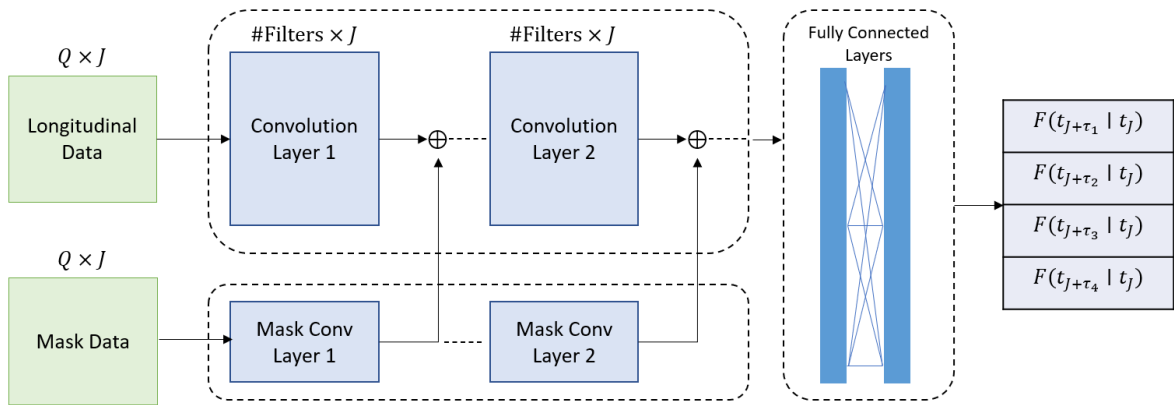 Q × J
Longitudinal
Data
#Filters × J
Convolution
Layer 1
⊕
#Filters × J
Convolution
Layer 2
⊕
Q × J
Mask Data
Mask Conv
Layer 1
Mask Conv
Layer 2
Fully Connected
Layers
F(t_{J+τ_1} | t_J)
F(t_{J+τ_2} | t_J)
F(t_{J+τ_3} | t_J)
F(t_{J+τ_4} | t_J)